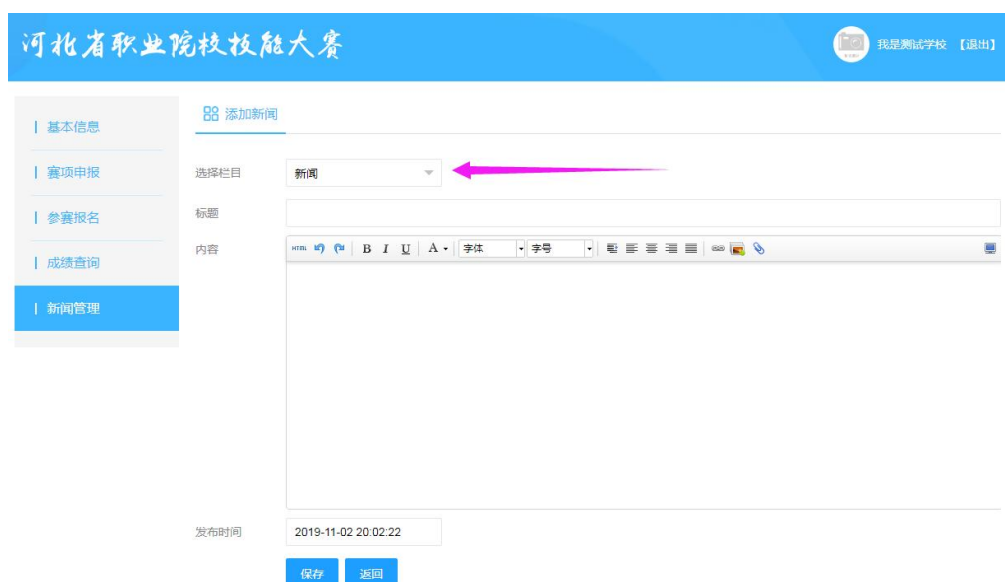 河北省职业院校技能大赛
我是测试学校 【退出】
基本信息
赛项申报
参赛报名
成绩查询
新闻管理
添加新闻
选择栏目 新闻
标题
内容 HTML B I U A 字体 字号
发布时间 2019-11-02 20:02:22
保存 返回